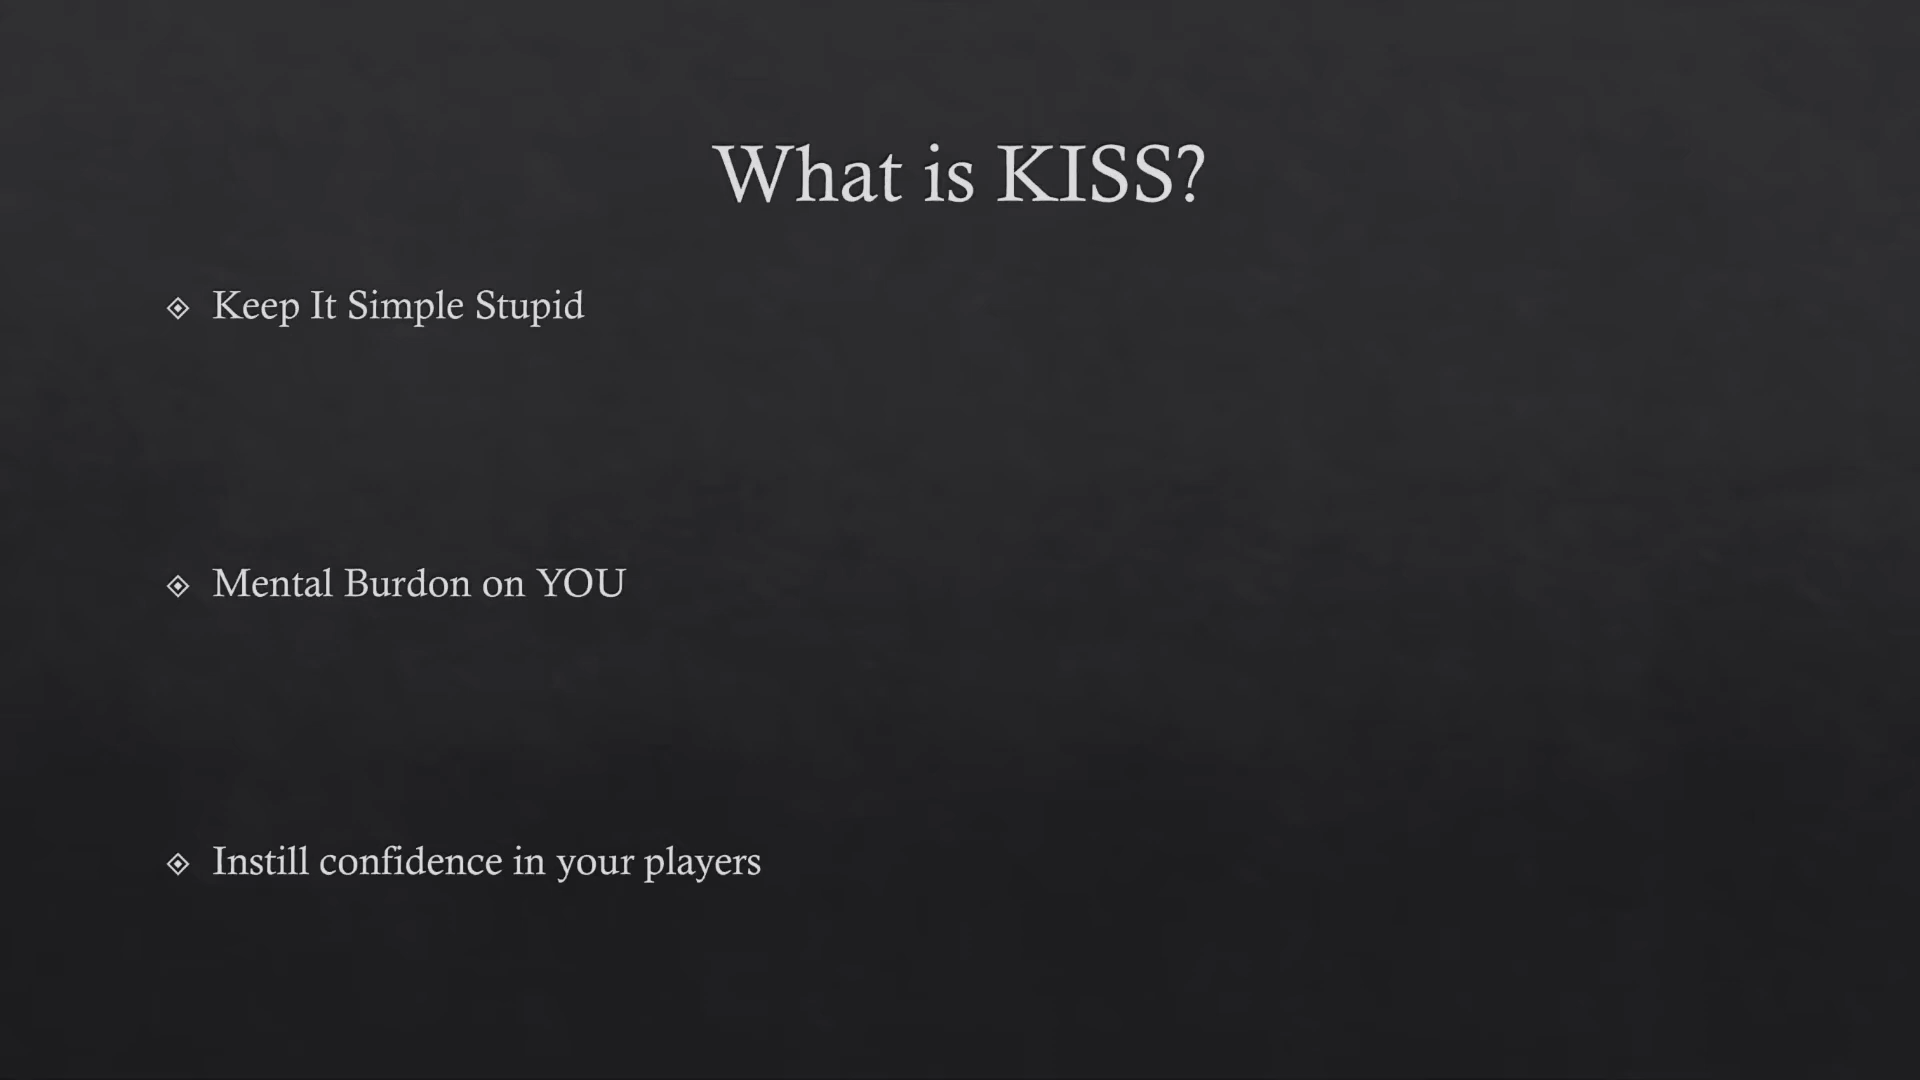 What is KISS?
Keep It Simple Stupid
Mental Burdon on YOU
Instill confidence in your players